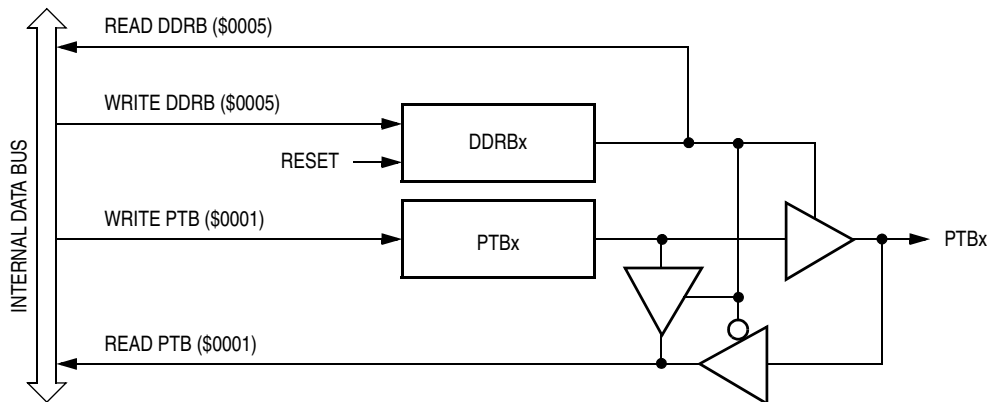 READ DDRB ($0005)
WRITE DDRB ($0005)
DDRBx
RESET
WRITE PTB ($0001)
PTBx
PTBx
READ PTB ($0001)
INTERNAL DATA BUS